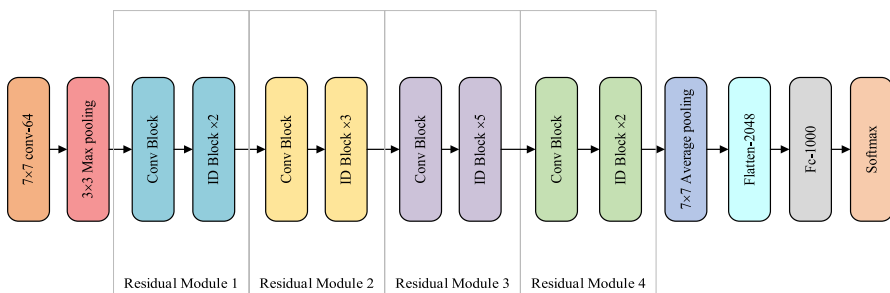 7×7 conv-64
3×3 Max pooling
Conv Block
ID Block ×2
Conv Block
ID Block ×3
Conv Block
ID Block ×5
Conv Block
ID Block ×2
7×7 Average pooling
Flatten-2048
Fc-1000
Softmax
Residual Module 1
Residual Module 2
Residual Module 3
Residual Module 4